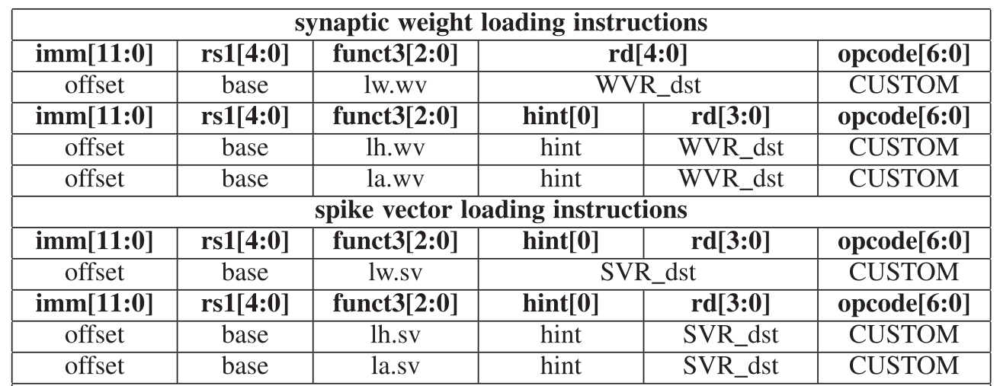 synaptic weight loading instructions
imm[11:0] rs1[4:0] funct3[2:0] rd[4:0] opcode[6:0]
offset base lw.wv WVR_dst CUSTOM
imm[11:0] rs1[4:0] funct3[2:0] hint[0] rd[3:0] opcode[6:0]
offset base lh.wv hint WVR_dst CUSTOM
offset base la.wv hint WVR_dst CUSTOM
spike vector loading instructions
imm[11:0] rs1[4:0] funct3[2:0] hint[0] rd[3:0] opcode[6:0]
offset base lw.sv SVR_dst CUSTOM
imm[11:0] rs1[4:0] funct3[2:0] hint[0] rd[3:0] opcode[6:0]
offset base lh.sv hint SVR_dst CUSTOM
offset base la.sv hint SVR_dst CUSTOM